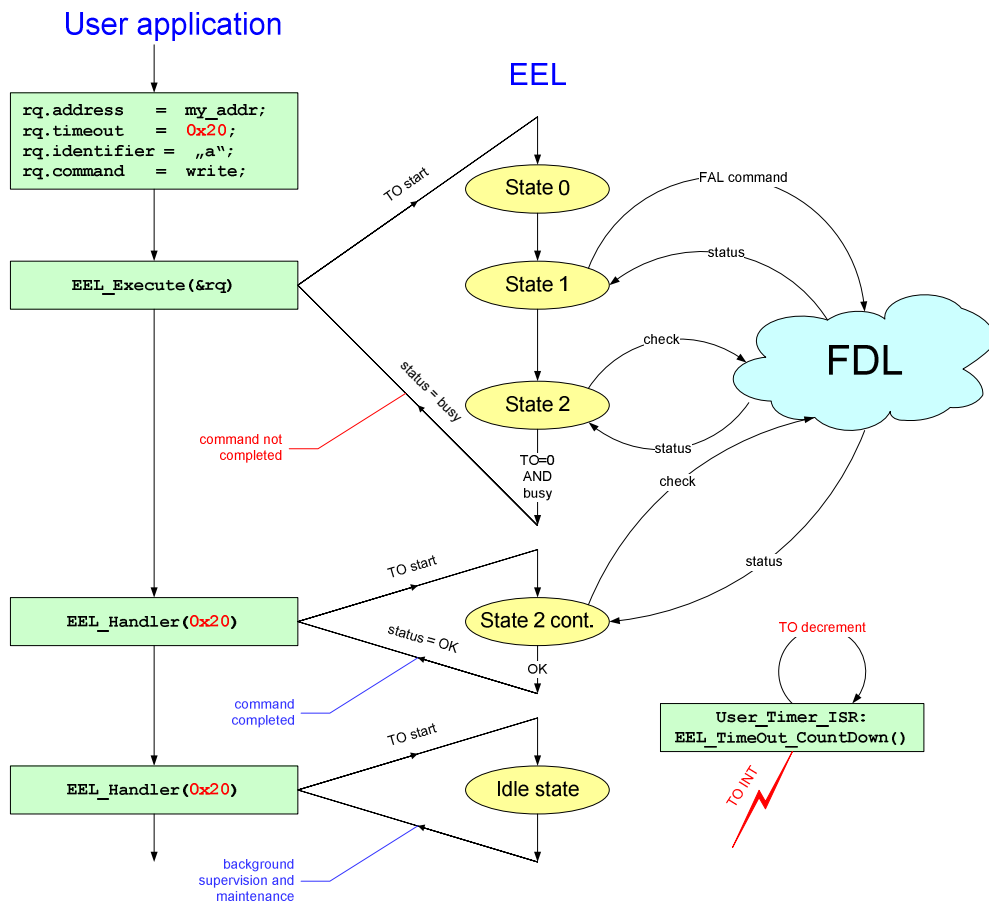 User application
EEL
rq.address   =  my_addr;
rq.timeout   =  0x20;
rq.identifier =  „a“;
rq.command   =  write;
TO start
State 0
FAL command
EEL_Execute(&rq)
State 1
status
FDL
check
status = busy
State 2
command not
completed
status
TO=0
AND
busy
check
TO start
status
EEL_Handler(0x20)
State 2 cont.
status = OK
OK
TO decrement
command
completed
User_Timer_ISR:
EEL_TimeOut_CountDown()
TO start
EEL_Handler(0x20)
Idle state
TO INT
background
supervision and
maintenance